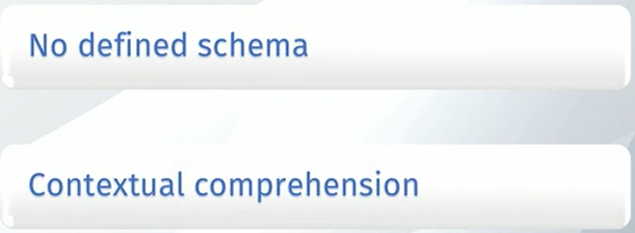 No defined schema
Contextual comprehension